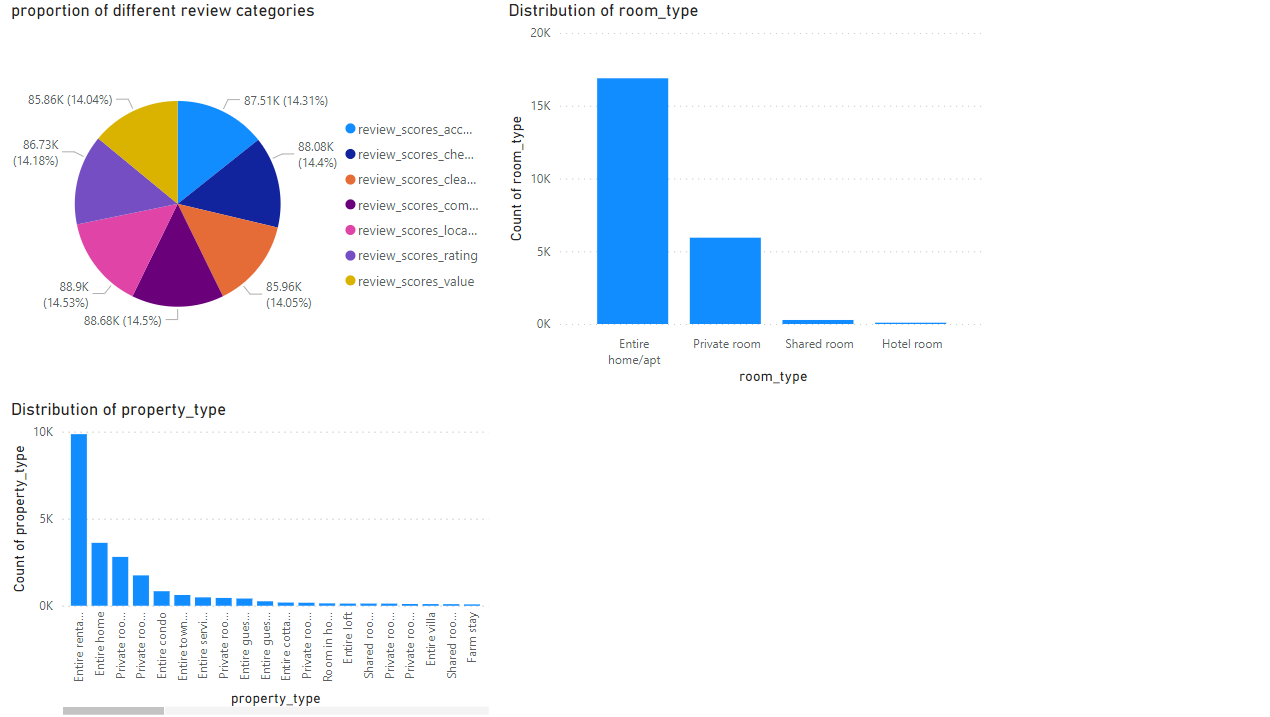 proportion of different review categories
85.86K (14.04%)
87.51K (14.31%)
86.73K
(14.18%)
88.08K
(14.4%)
88.9K
(14.53%)
85.96K
(14.05%)
88.68K (14.5%)
review_scores_acc...
review_scores_che...
review_scores_clea...
review_scores_com...
review_scores_loca...
review_scores_rating
review_scores_value
Distribution of room_type
Count of room_type
20K
15K
10K
5K
0K
Entire
home/apt
Private room
Shared room
Hotel room
room_type
Distribution of property_type
Count of property_type
10K
5K
0K
Entire renta...
Entire home
Private roo...
Private roo...
Entire condo
Entire town...
Entire servi...
Private roo...
Entire gues...
Entire gues...
Entire cotta...
Private roo...
Room in ho...
Entire loft
Shared roo...
Private roo...
Private roo...
Entire villa
Shared roo...
Farm stay
property_type